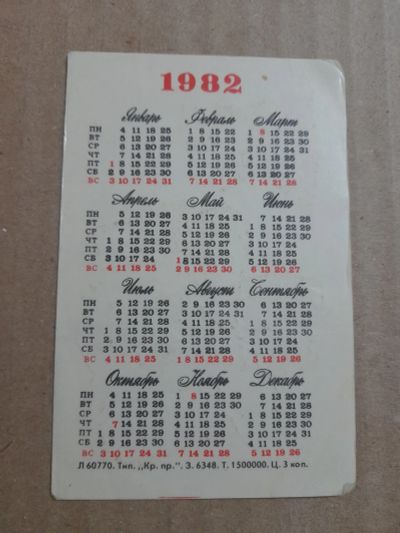 1982
Январь Февраль Март
ПН 4 11 18 25 1 8 15 22 1 8 15 22 29
ВТ 5 12 19 26 2 9 16 23 2 9 16 23 30
СР 6 13 20 27 3 10 17 24 3 10 17 24 31
ЧТ 7 14 21 28 4 11 18 25 4 11 18 25
ПТ 1 8 15 22 29 5 12 19 26 5 12 19 26
СБ 2 9 16 23 30 6 13 20 27 6 13 20 27
ВС 3 10 17 24 31 7 14 21 28 7 14 21 28
Апрель Май Июнь
ПН 5 12 19 26 3 10 17 24 31 7 14 21 28
ВТ 6 13 20 27 4 11 18 25 1 8 15 22 29
СР 7 14 21 28 5 12 19 26 2 9 16 23 30
ЧТ 1 8 15 22 29 6 13 20 27 3 10 17 24
ПТ 2 9 16 23 30 7 14 21 28 4 11 18 25
СБ 3 10 17 24 1 8 15 22 29 5 12 19 26
ВС 4 11 18 25 2 9 16 23 30 6 13 20 27
Июль Август Сентябрь
ПН 5 12 19 26 2 9 16 23 30 6 13 20 27
ВТ 6 13 20 27 3 10 17 24 31 7 14 21 28
СР 7 14 21 28 4 11 18 25 1 8 15 22 29
ЧТ 1 8 15 22 29 5 12 19 26 2 9 16 23 30
ПТ 2 9 16 23 30 6 13 20 27 3 10 17 24
СБ 3 10 17 24 31 7 14 21 28 4 11 18 25
ВС 4 11 18 25 1 8 15 22 29 5 12 19 26
Октябрь Ноябрь Декабрь
ПН 4 11 18 25 1 8 15 22 29 6 13 20 27
ВТ 5 12 19 26 2 9 16 23 30 7 14 21 28
СР 6 13 20 27 3 10 17 24 1 8 15 22 29
ЧТ 7 14 21 28 4 11 18 25 2 9 16 23 30
ПТ 1 8 15 22 29 5 12 19 26 3 10 17 24 31
СБ 2 9 16 23 30 6 13 20 27 4 11 18 25
ВС 3 10 17 24 31 7 14 21 28 5 12 19 26
Л 60770. Тип. „Кр. пр.". З. 6348. Т. 1500000. Ц. 3 коп.